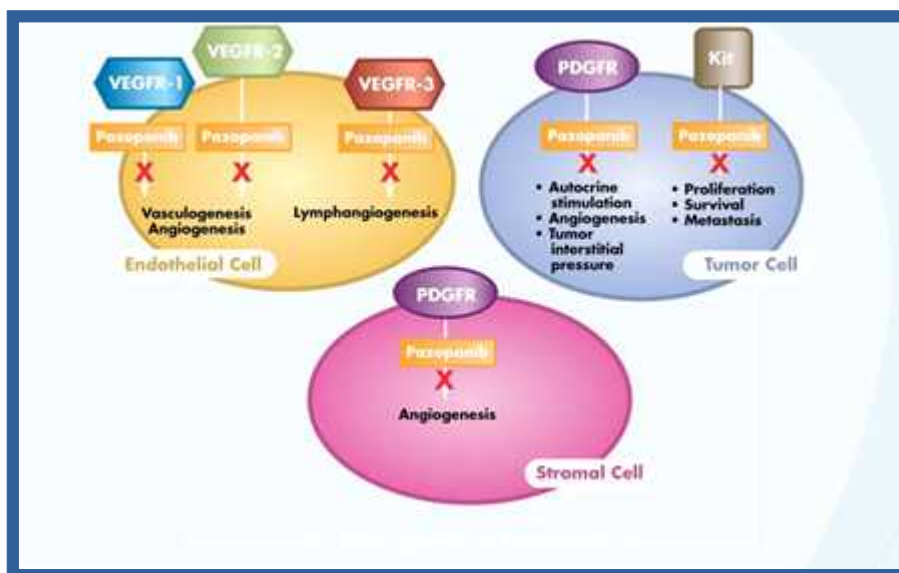 VEGFR-1
VEGFR-2
VEGFR-3
Pazopanib
Pazopanib
Pazopanib
Vasculogenesis
Angiogenesis
Lymphangiogenesis
Endothelial Cell
PDGFR
Kit
Pazopanib
Pazopanib
X
X
X
X
X
• Autocrine
stimulation
• Angiogenesis
• Tumor
interstitial
pressure
• Proliferation
• Survival
• Metastasis
Tumor Cell
PDGFR
Pazopanib
X
Angiogenesis
Stromal Cell